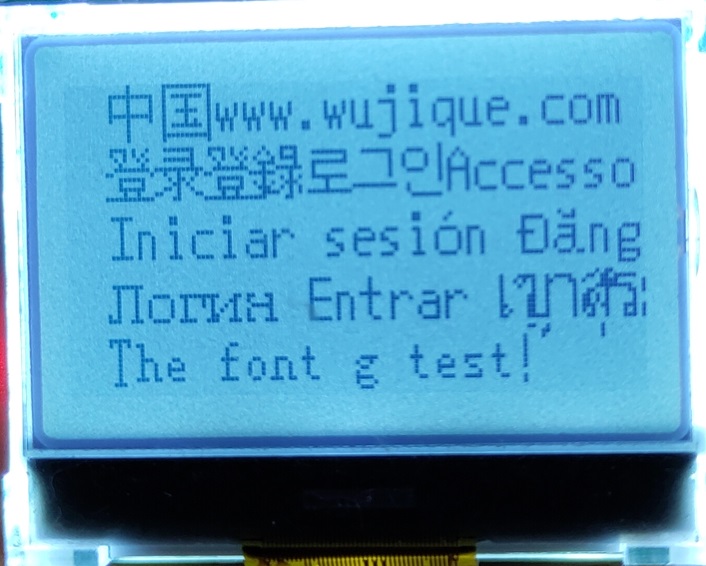 中国www.wujique.com
登录登錄로그인Accesso
Iniciar sesión Đăng
Логин Entrar
The font g test!